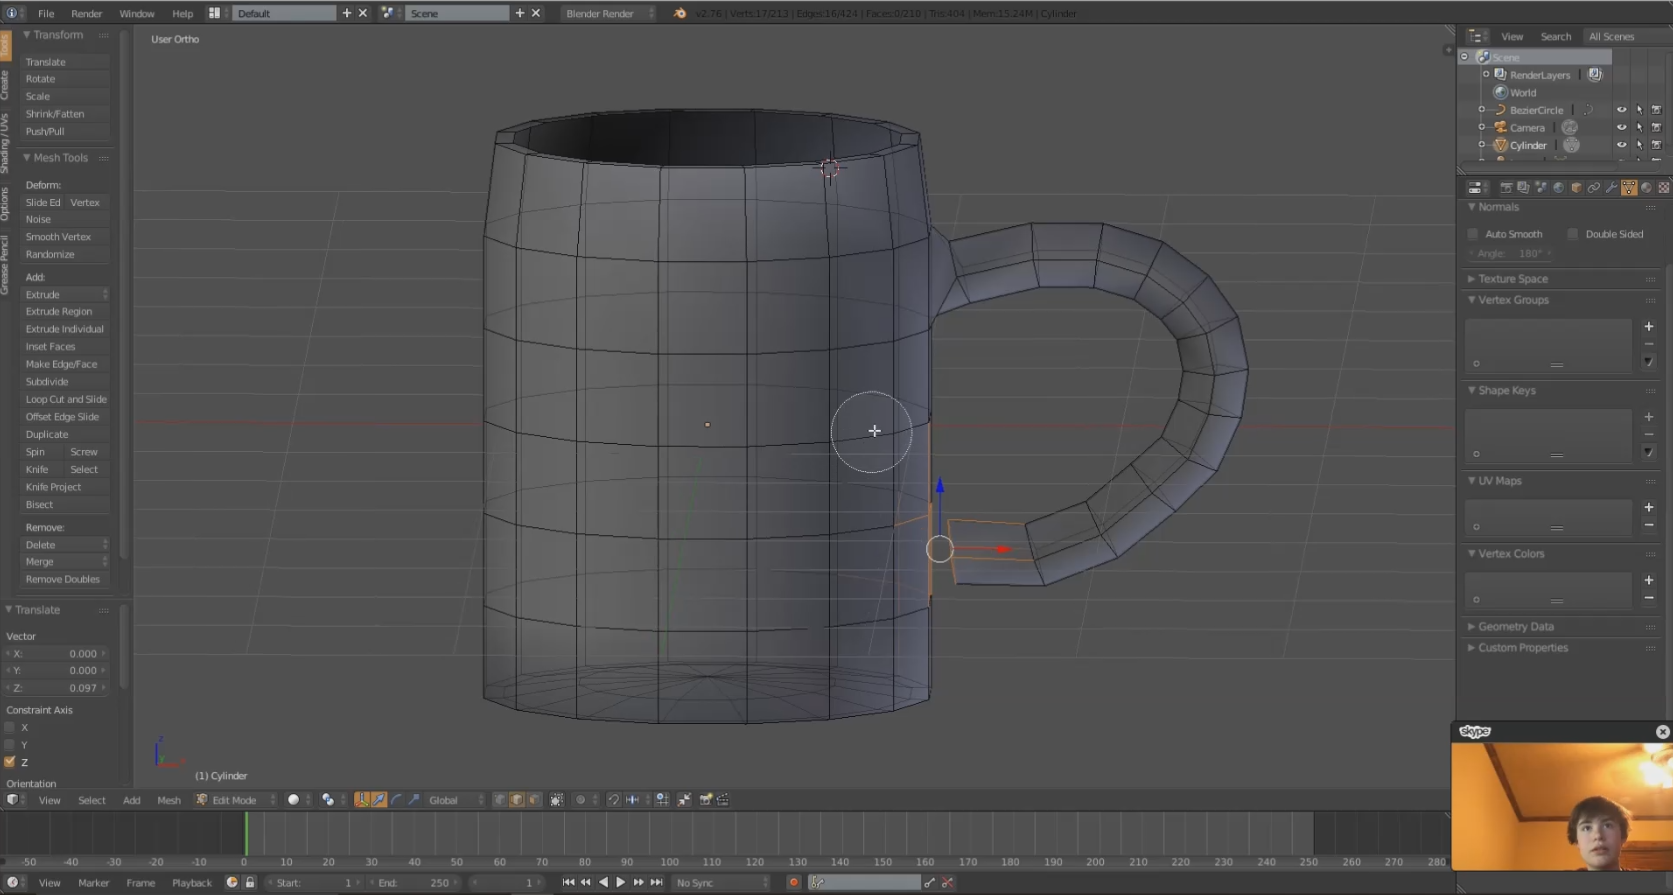 File Render Window Help Default Scene Blender Render v2.76 | Verts:17/213 | Edges:16/424 | Faces:0/210 | Tris:404 | Mem:15.24M | Cylinder
Tools
Create
Shading / UVs
Options
Grease Pencil
Transform
Translate
Rotate
Scale
Shrink/Fatten
Push/Pull
Mesh Tools
Deform:
Slide Ed Vertex
Noise
Smooth Vertex
Randomize
Add:
Extrude
Extrude Region
Extrude Individual
Inset Faces
Make Edge/Face
Subdivide
Loop Cut and Slide
Offset Edge Slide
Duplicate
Spin Screw
Knife Select
Knife Project
Bisect
Remove:
Delete
Merge
Remove Doubles
Translate
Vector
X: 0.000
Y: 0.000
Z: 0.097
Constraint Axis
X
Y
Z
Orientation
User Ortho
z
y
(1) Cylinder
View Select Add Mesh Edit Mode Global
View Search All Scenes
Scene
RenderLayers
World
BezierCircle
Camera
Cylinder
Normals
Auto Smooth Double Sided
Angle: 180°
Texture Space
Vertex Groups
Shape Keys
UV Maps
Vertex Colors
Geometry Data
Custom Properties
skype
-50 -40 -30 -20 -10 0 10 20 30 40 50 60 70 80 90 100 110 120 130 140 150 160 170 180 190 200 210 220 230 240 250 260 270 280
View Marker Frame Playback Start: 1 End: 250 1 No Sync